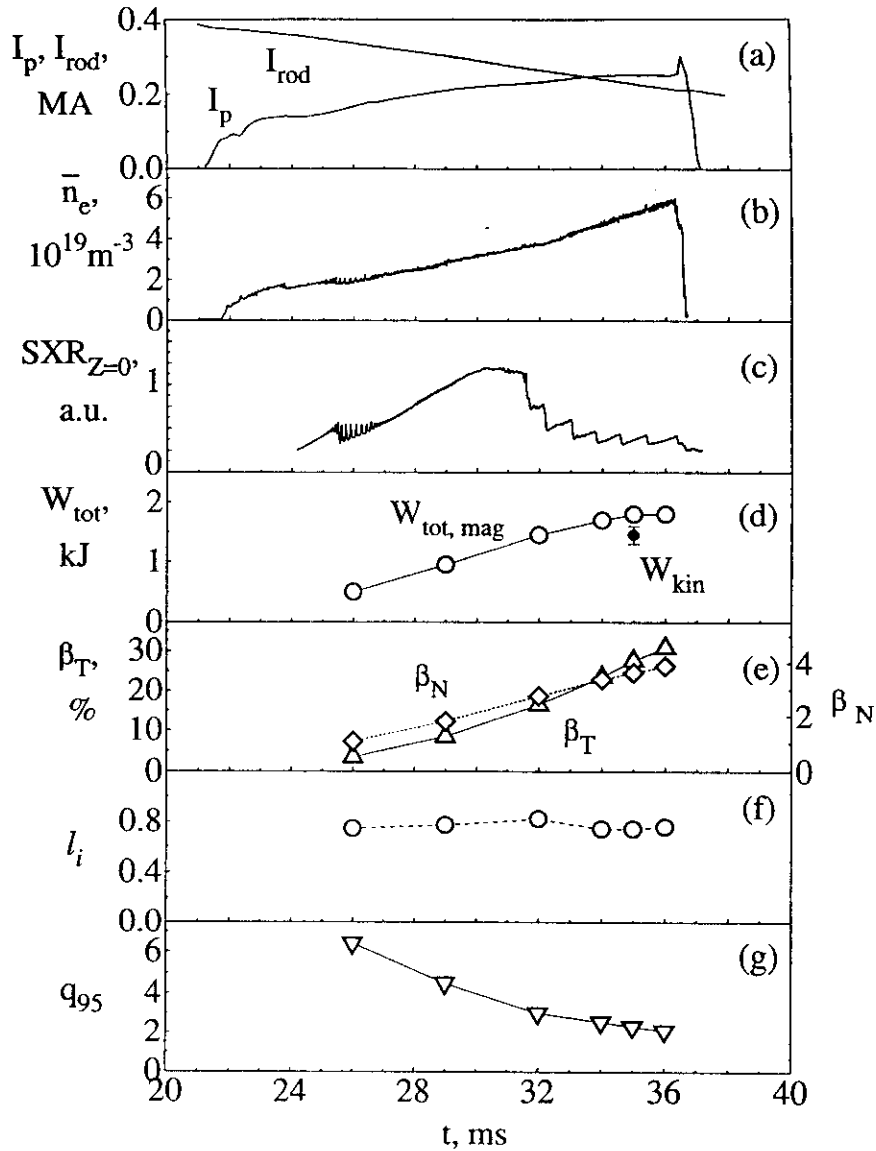 I_p, I_rod,
MA
0.4
0.2
0.0
I_rod
I_p
(a)
n̄_e,
10^19 m^-3
6
4
2
0
(b)
SXR_Z=0,
a.u.
1
0
(c)
W_tot,
kJ
2
1
0
W_tot, mag
W_kin
(d)
β_T,
%
30
20
10
0
β_N
β_T
(e)
4
2
0
β_N
l_i
0.8
0.4
0.0
(f)
q_95
6
4
2
0
(g)
20 24 28 32 36 40
t, ms